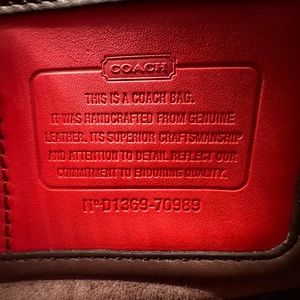 COACH
THIS IS A COACH BAG.
IT WAS HANDCRAFTED FROM GENUINE
LEATHER. ITS SUPERIOR CRAFTSMANSHIP
AND ATTENTION TO DETAIL REFLECT OUR
COMMITMENT TO ENDURING QUALITY.
Nº D1369-70989